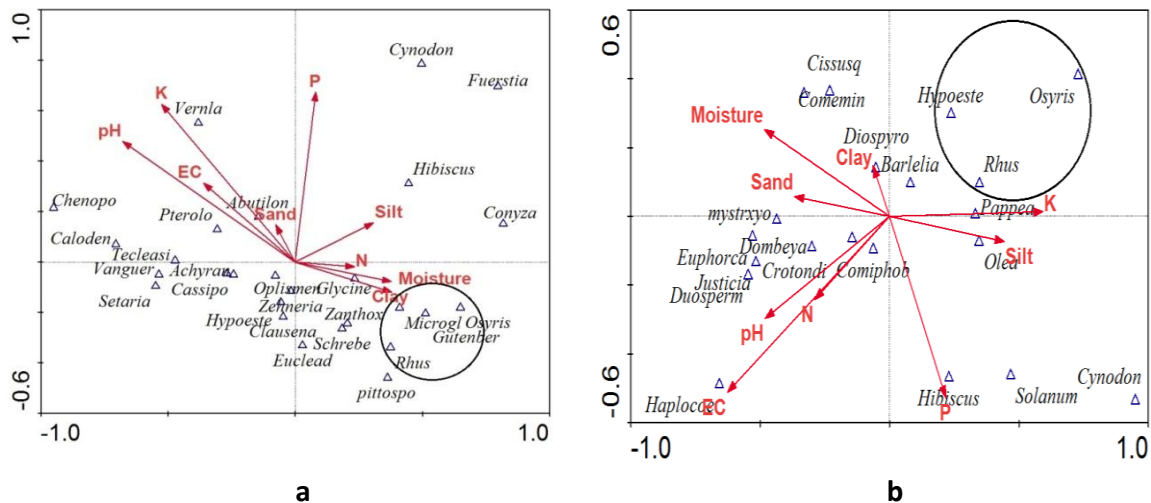 1.0
Cynodon
Fuerstia
P
K
Vernla
pH
EC
Hibiscus
Chenopo
Abutilon
Pterolo
Sand
Silt
Conyza
Caloden
Tecleasi
N
Vanguer
Achyran
Moisture
Setaria
Cassipo
Oplismen
Glycine
Clay
Zehneria
Hypoeste
Zanthox
Microgl
Osyris
Clausena
Gutenber
Schrebe
Euclead
Rhus
pittospo
-0.6
-1.0
1.0
a
0.6
Cissusq
Comemin
Hypoeste
Osyris
Moisture
Diospyro
Clay
Barlelia
Rhus
Sand
K
Pappea
mystrxyo
Silt
Dombeya
Olea
Euphorca
Crotondi
Comiphob
Justicia
Duosperm
N
pH
Hibiscus
Solanum
Cynodon
Haplocoe
EC
P
-0.6
-1.0
1.0
b